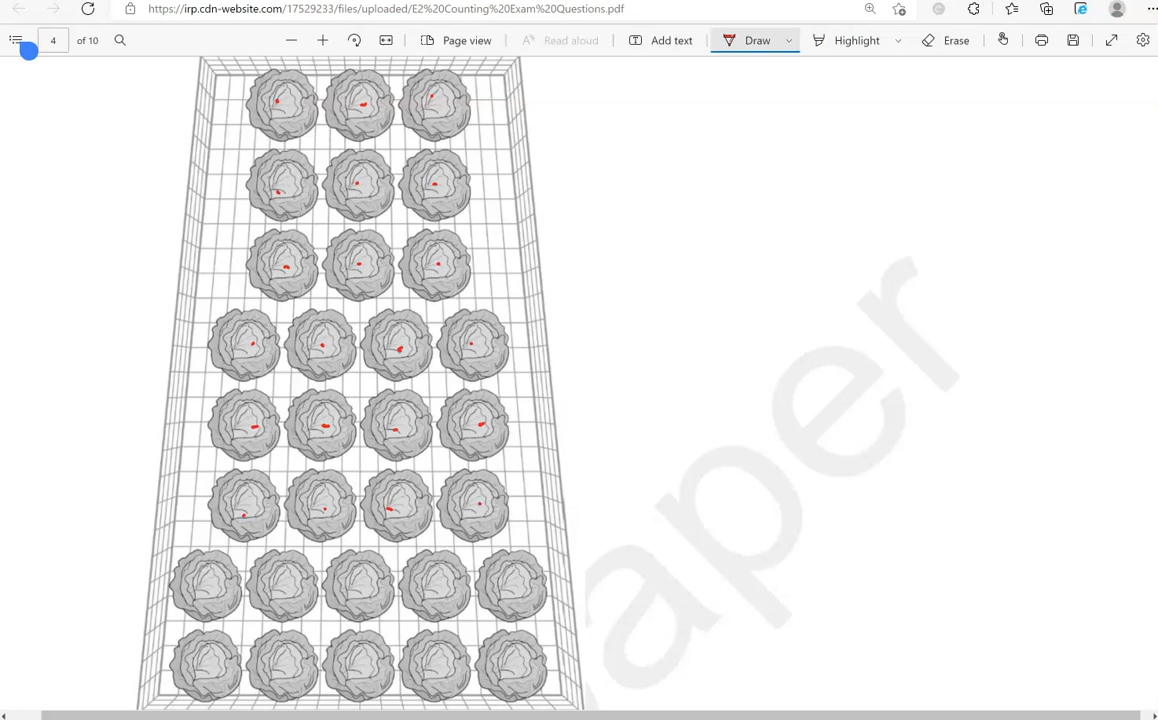 https://irp.cdn-website.com/17529233/files/uploaded/E2%20Counting%20Exam%20Questions.pdf
4 of 10 Page view Read aloud Add text Draw Highlight Erase
aper